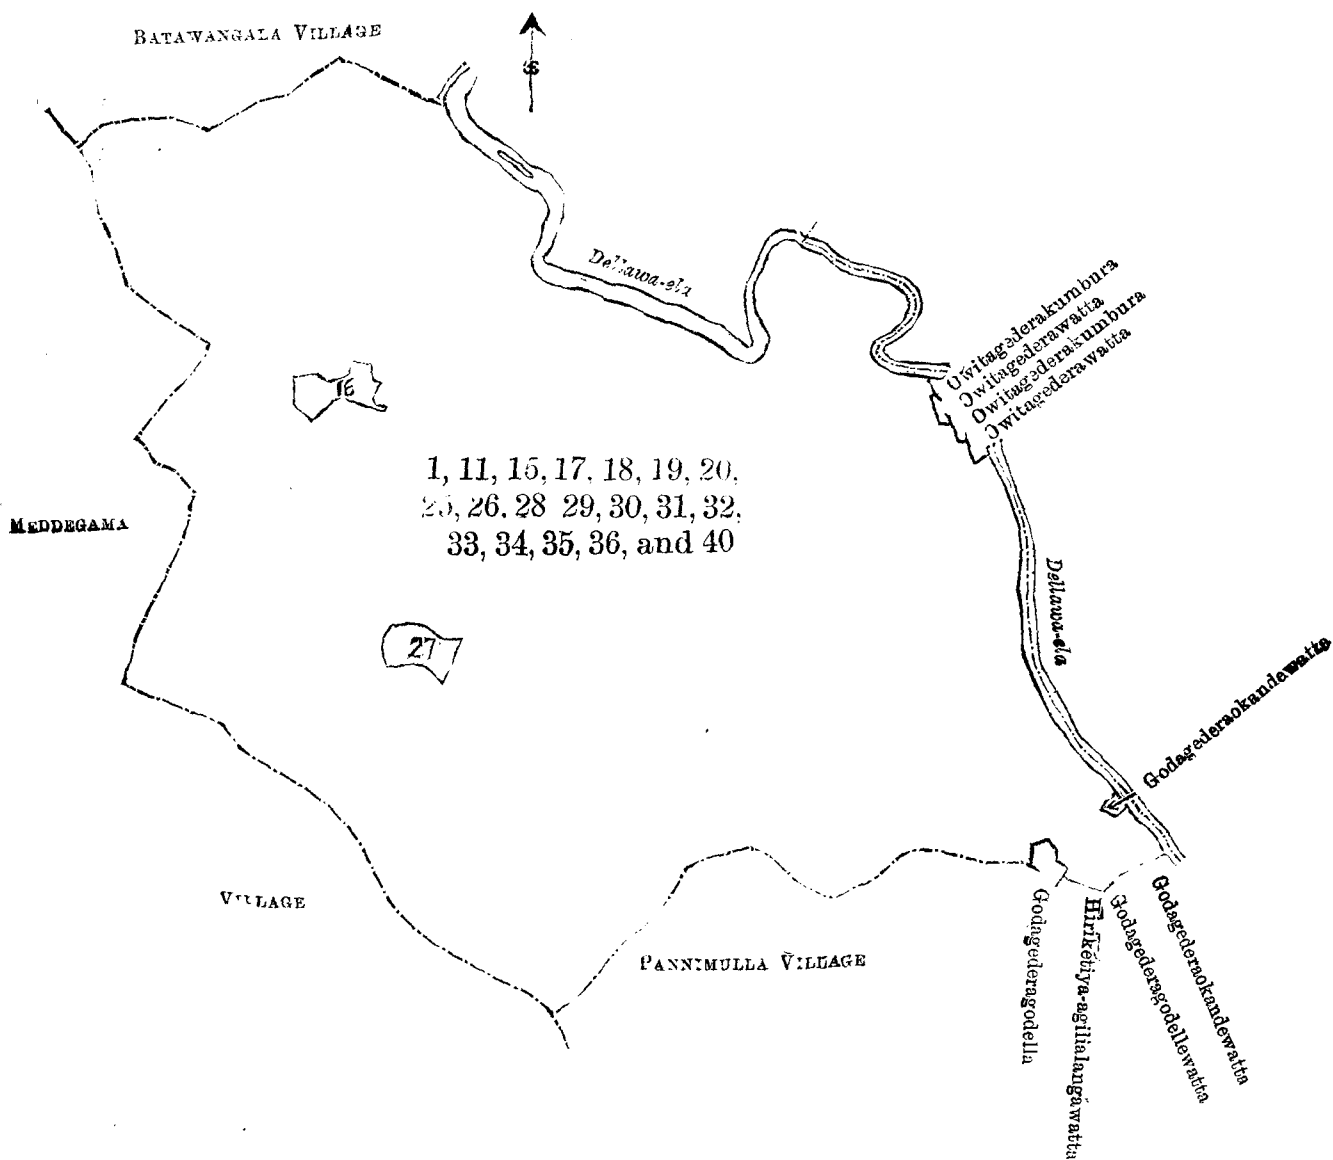 BATAWANGALA VILLAGE
Dellawa-ela
Owitagederakumbura
Owitagederawatta
Owitagederakumbura
Owitagederawatta
16
1, 11, 15, 17, 18, 19, 20,
25, 26, 28 29, 30, 31, 32,
33, 34, 35, 36, and 40
MEDDEGAMA
Dellawa-ela
27
Godagederaokandewatta
VILLAGE
PANNIMULLA VILLAGE
Godagederagodella
Hiriketiya-agilialangawatta
Godagederagodellewatta
Godagederaokandewatta